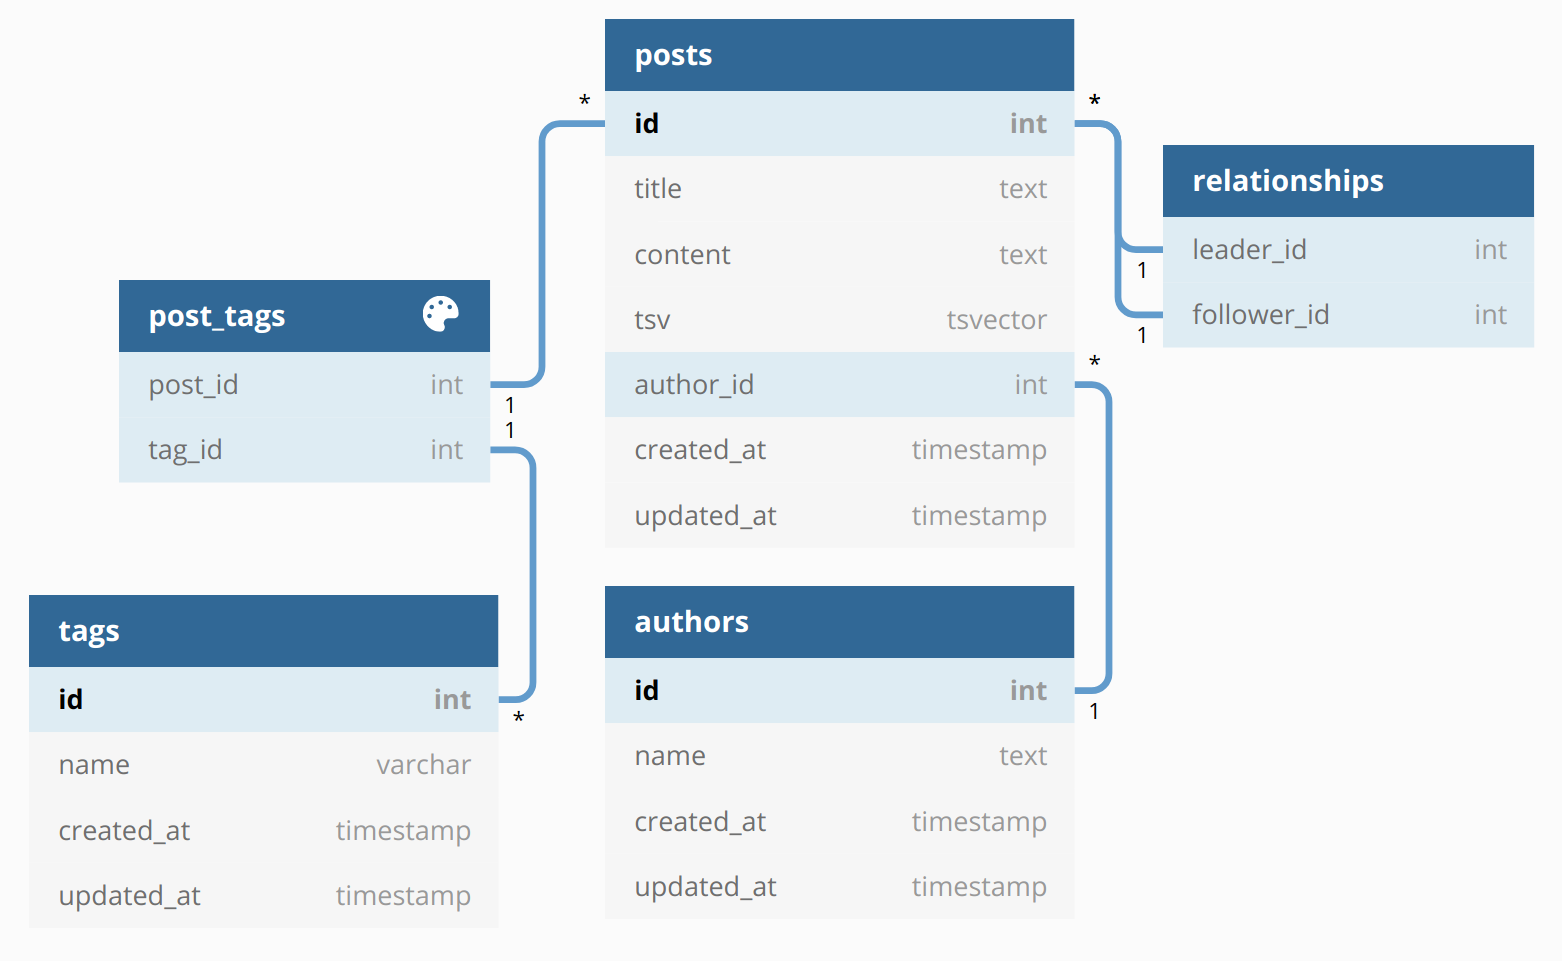 posts
*
id int
*
title text
content text
tsv tsvector
*
author_id int
created_at timestamp
updated_at timestamp
relationships
leader_id int
1
follower_id int
1
post_tags
post_id int
1
1
tag_id int
tags
id int
*
name varchar
created_at timestamp
updated_at timestamp
authors
id int
1
name text
created_at timestamp
updated_at timestamp